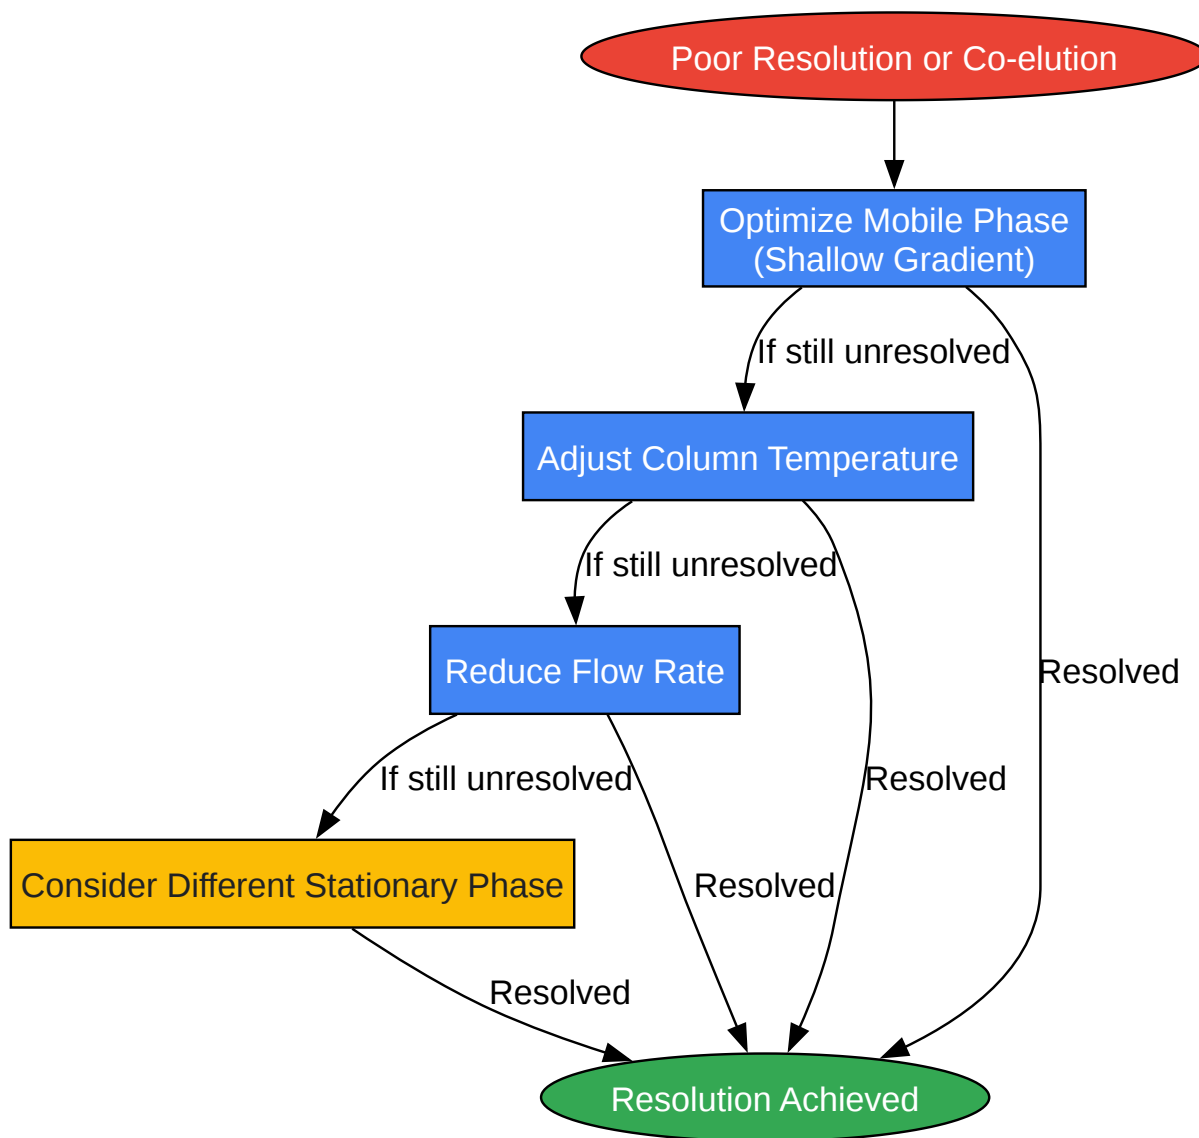 Poor Resolution or Co-elution
Optimize Mobile Phase
(Shallow Gradient)
If still unresolved
Adjust Column Temperature
If still unresolved
Reduce Flow Rate
Resolved
If still unresolved
Resolved
Consider Different Stationary Phase
Resolved
Resolved
Resolution Achieved